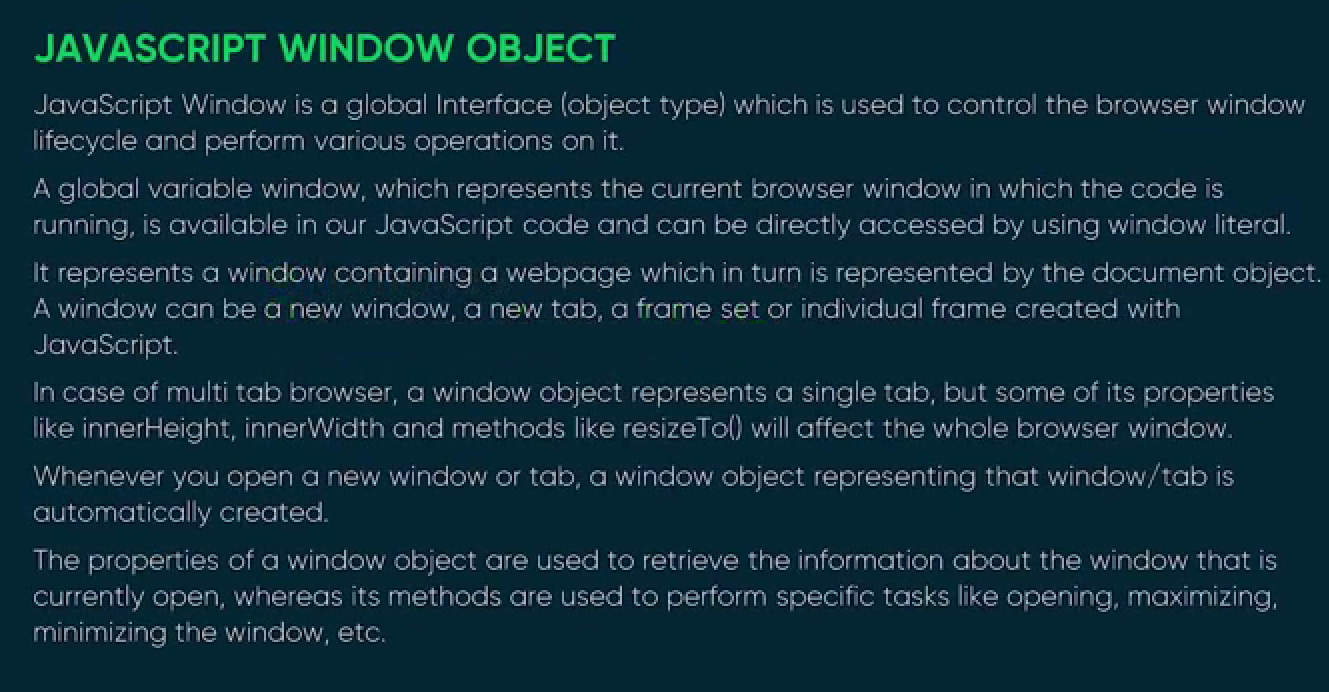 JAVASCRIPT WINDOW OBJECT
JavaScript Window is a global Interface (object type) which is used to control the browser window
lifecycle and perform various operations on it.
A global variable window, which represents the current browser window in which the code is
running, is available in our JavaScript code and can be directly accessed by using window literal.
It represents a window containing a webpage which in turn is represented by the document object.
A window can be a new window, a new tab, a frame set or individual frame created with
JavaScript.
In case of multi tab browser, a window object represents a single tab, but some of its properties
like innerHeight, innerWidth and methods like resizeTo() will affect the whole browser window.
Whenever you open a new window or tab, a window object representing that window/tab is
automatically created.
The properties of a window object are used to retrieve the information about the window that is
currently open, whereas its methods are used to perform specific tasks like opening, maximizing,
minimizing the window, etc.